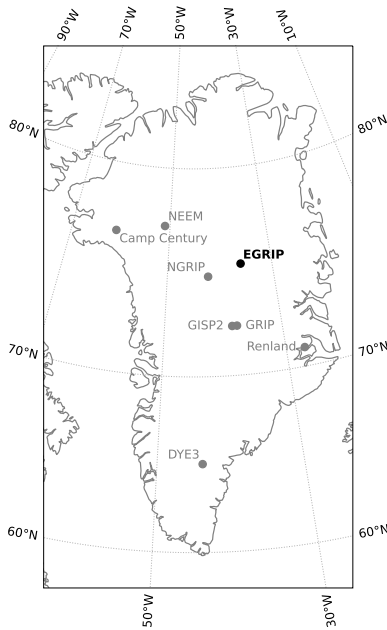 90°W
70°W
50°W
30°W
10°W
80°N
80°N
NEEM
Camp Century
EGRIP
NGRIP
GISP2
GRIP
Renland
70°N
70°N
DYE3
60°N
60°N
50°W
30°W